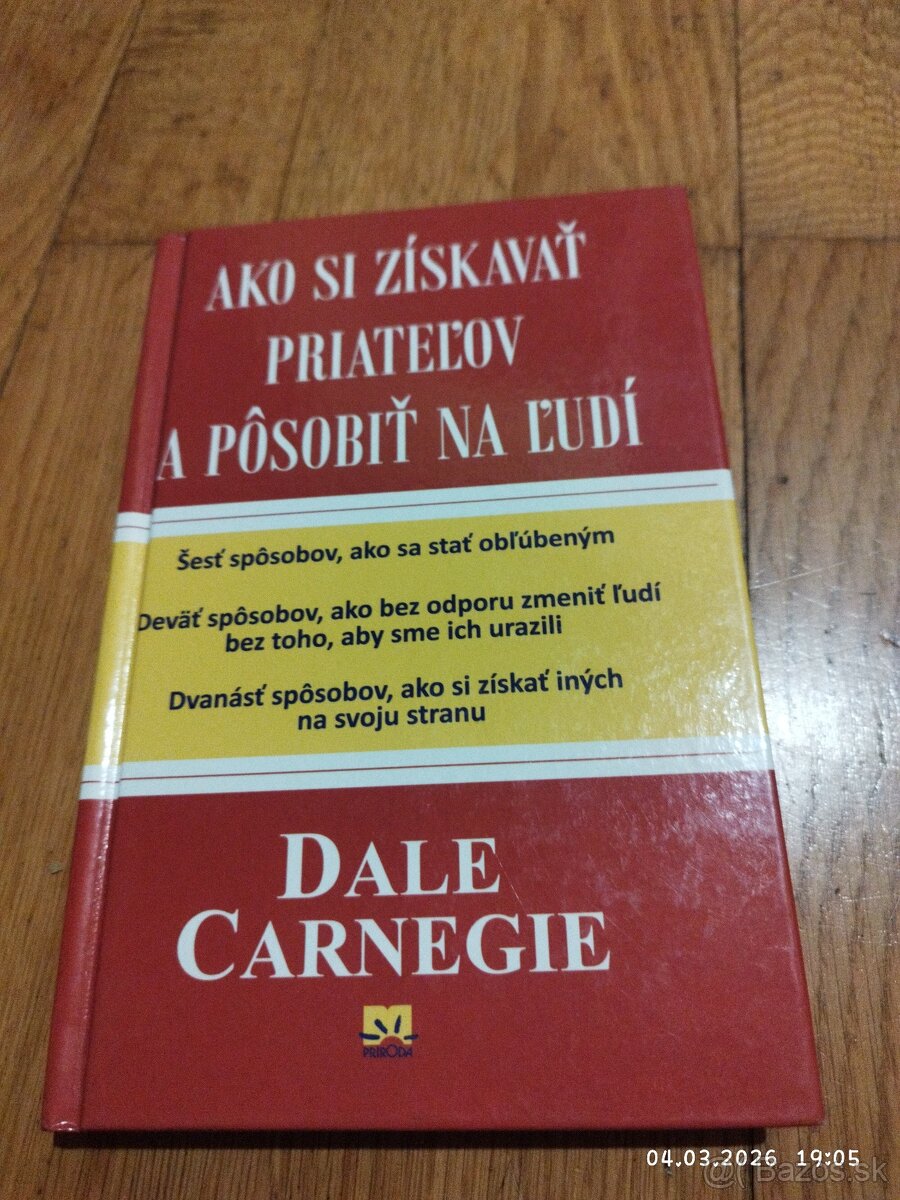 AKO SI ZÍSKAVAŤ
PRIATEĽOV
A PÔSOBIŤ NA ĽUDÍ
Šesť spôsobov, ako sa stať obľúbeným
Deväť spôsobov, ako bez odporu zmeniť ľudí
bez toho, aby sme ich urazili
Dvanásť spôsobov, ako si získať iných
na svoju stranu
DALE
CARNEGIE
PRÍRODA
04.03.2026 19:05
Bazos.sk